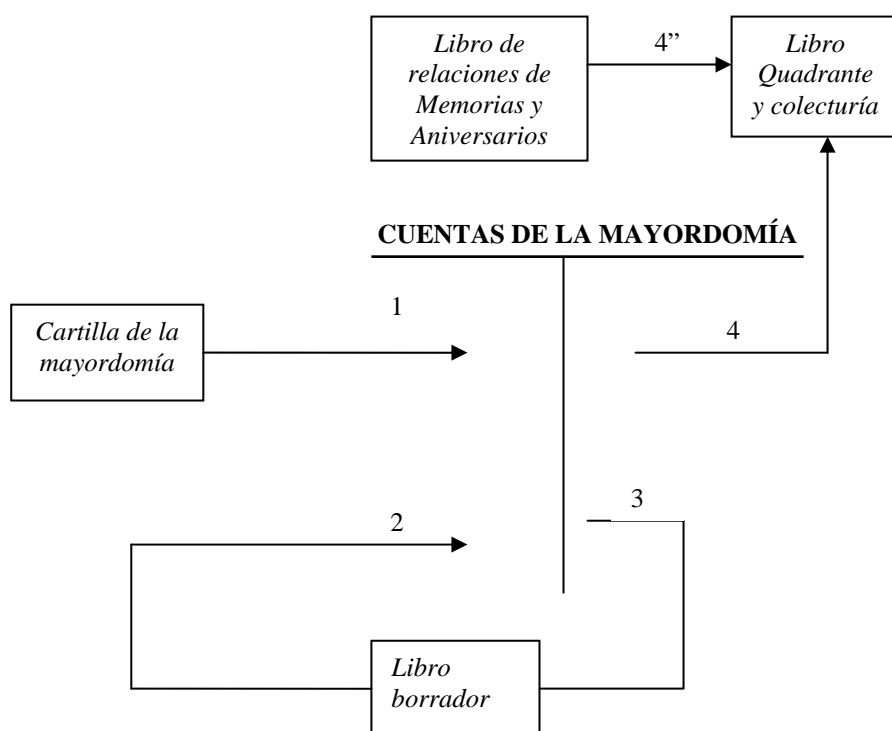 Libro de
relaciones de
Memorias y
Aniversarios
4”
Libro
Quadrante
y colecturía
CUENTAS DE LA MAYORDOMÍA
1
Cartilla de la
mayordomía
4
2
3
Libro
borrador